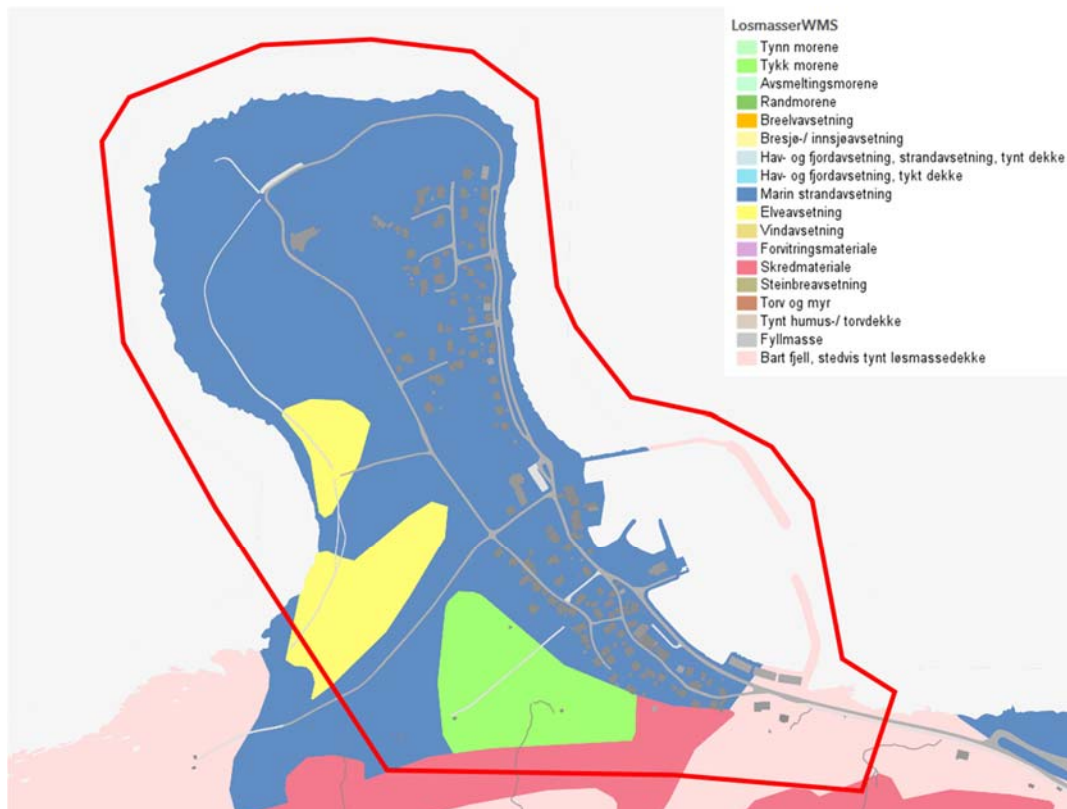 LosmasserWMS
Tynn morene
Tykk morene
Avsmeltingsmorene
Randmorene
Breelvavsetning
Bresjø-/ innsjøavsetning
Hav- og fjordavsetning, strandavsetning, tynt dekke
Hav- og fjordavsetning, tykt dekke
Marin strandavsetning
Elveavsetning
Vindavsetning
Forvitringsmateriale
Skredmateriale
Steinbreavsetning
Torv og myr
Tynt humus-/ torvdekke
Fyllmasse
Bart fjell, stedvis tynt løsmassedekke